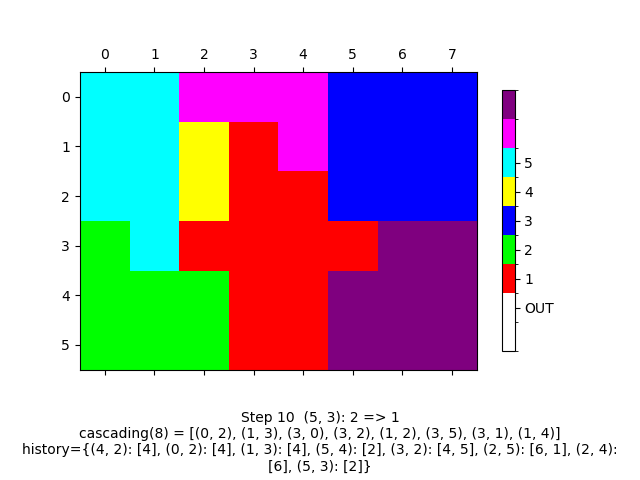 0 1 2 3 4 5 6 7
0
1
2
3
4
5
5
4
3
2
1
OUT
Step 10  (5, 3): 2 => 1
cascading(8) = [(0, 2), (1, 3), (3, 0), (3, 2), (1, 2), (3, 5), (3, 1), (1, 4)]
history={(4, 2): [4], (0, 2): [4], (1, 3): [4], (5, 4): [2], (3, 2): [4, 5], (2, 5): [6, 1], (2, 4):
[6], (5, 3): [2]}